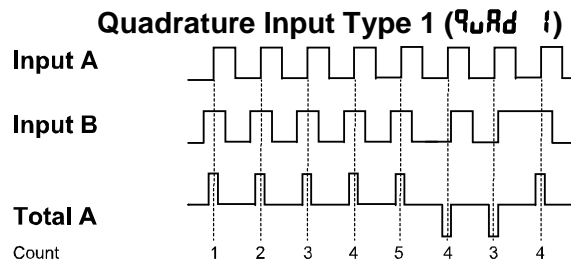 Quadrature Input Type 1 (quAd 1)
Input A
Input B
Total A
Count 1 2 3 4 5 4 3 4